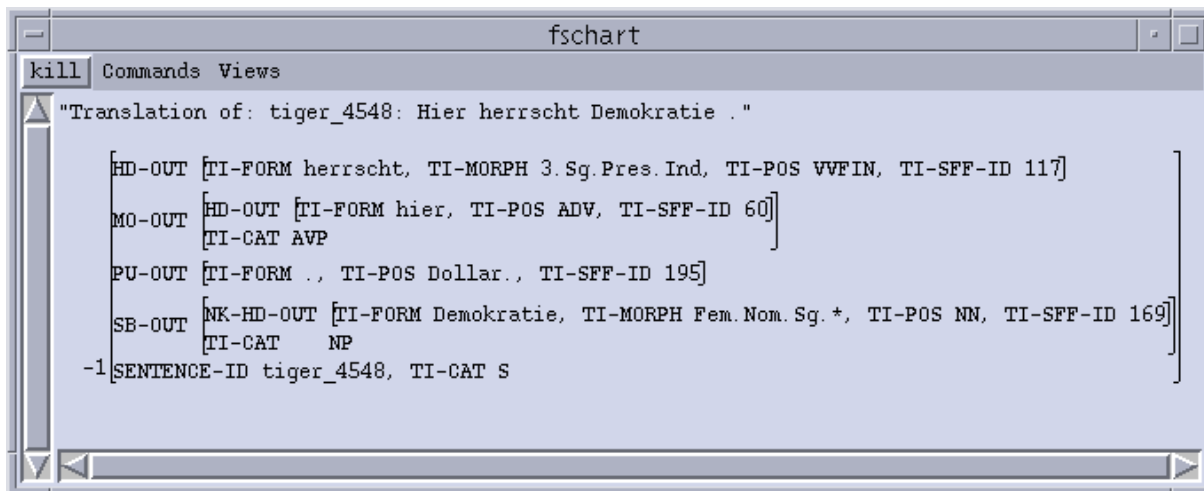 fschart
kill Commands Views
"Translation of: tiger_4548: Hier herrscht Demokratie ."
HD-OUT [TI-FORM herrscht, TI-MORPH 3.Sg.Pres.Ind, TI-POS VVFIN, TI-SFF-ID 117]
HD-OUT [TI-FORM hier, TI-POS ADV, TI-SFF-ID 60]
MO-OUT
TI-CAT AVP
PU-OUT [TI-FORM ., TI-POS Dollar., TI-SFF-ID 195]
NK-HD-OUT [TI-FORM Demokratie, TI-MORPH Fem.Nom.Sg.*, TI-POS NN, TI-SFF-ID 169]
SB-OUT
TI-CAT NP
-1 SENTENCE-ID tiger_4548, TI-CAT S